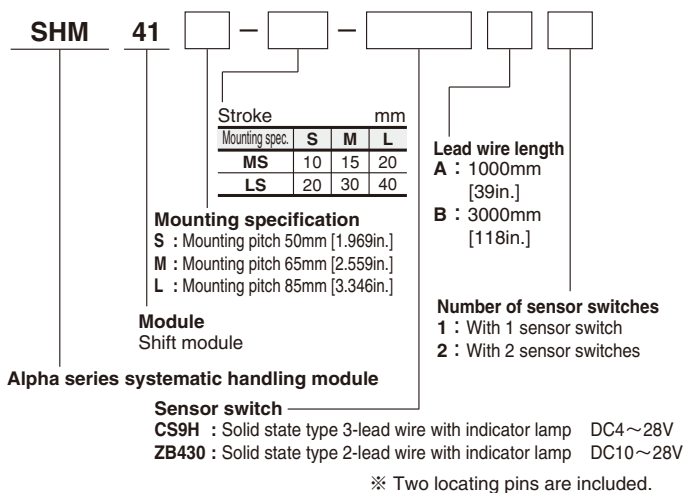 SHM 41 - -
Stroke mm
Mounting spec. S M L
MS 10 15 20
LS 20 30 40
Lead wire length
A : 1000mm
[39in.]
B : 3000mm
[118in.]
Mounting specification
S : Mounting pitch 50mm [1.969in.]
M : Mounting pitch 65mm [2.559in.]
L : Mounting pitch 85mm [3.346in.]
Number of sensor switches
1 : With 1 sensor switch
2 : With 2 sensor switches
Module
Shift module
Alpha series systematic handling module
Sensor switch
CS9H : Solid state type 3-lead wire with indicator lamp DC4～28V
ZB430 : Solid state type 2-lead wire with indicator lamp DC10～28V
※ Two locating pins are included.